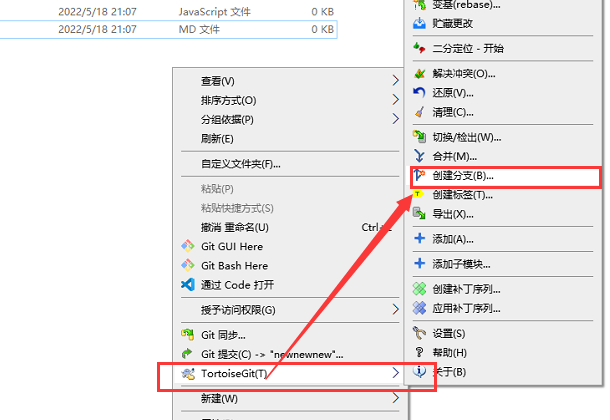 2022/5/18 21:07 JavaScript 文件 0 KB
2022/5/18 21:07 MD 文件 0 KB
查看(V)
排序方式(O)
分组依据(P)
刷新(E)
自定义文件夹(F)...
粘贴(P)
粘贴快捷方式(S)
撤消 重命名(U)
Git GUI Here
Git Bash Here
通过 Code 打开
授予访问权限(G)
Git 同步...
Git 提交(C) -> "newnewnew"...
TortoiseGit(T)
新建(W)
变基(rebase)...
贮藏更改
二分定位 - 开始
解决冲突(O)...
还原(V)...
清理(C)...
切换/检出(W)...
合并(M)...
创建分支(B)...
创建标签(T)...
导出(X)...
添加(A)...
添加子模块...
创建补丁序列...
应用补丁序列...
设置(S)
帮助(H)
关于(B)